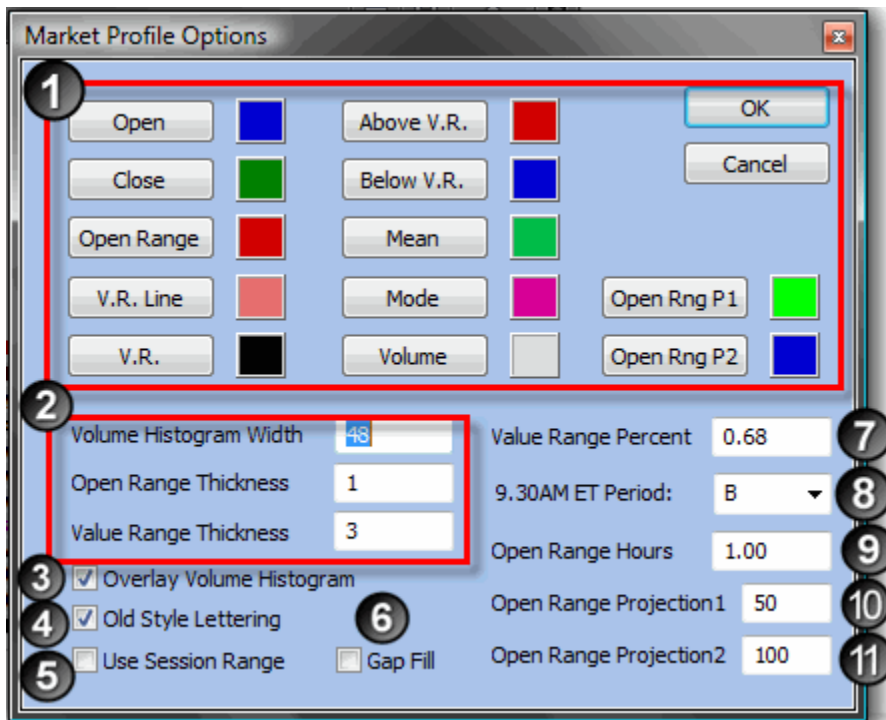 Market Profile Options
x
1
Open
Above V.R.
OK
Close
Below V.R.
Cancel
Open Range
Mean
V.R. Line
Mode
Open Rng P1
V.R.
Volume
Open Rng P2
2
Volume Histogram Width 48
Open Range Thickness 1
Value Range Thickness 3
3 Overlay Volume Histogram
4 Old Style Lettering
5 Use Session Range
6 Gap Fill
Value Range Percent 0.68 7
9.30AM ET Period: B 8
Open Range Hours 1.00 9
Open Range Projection1 50 10
Open Range Projection2 100 11